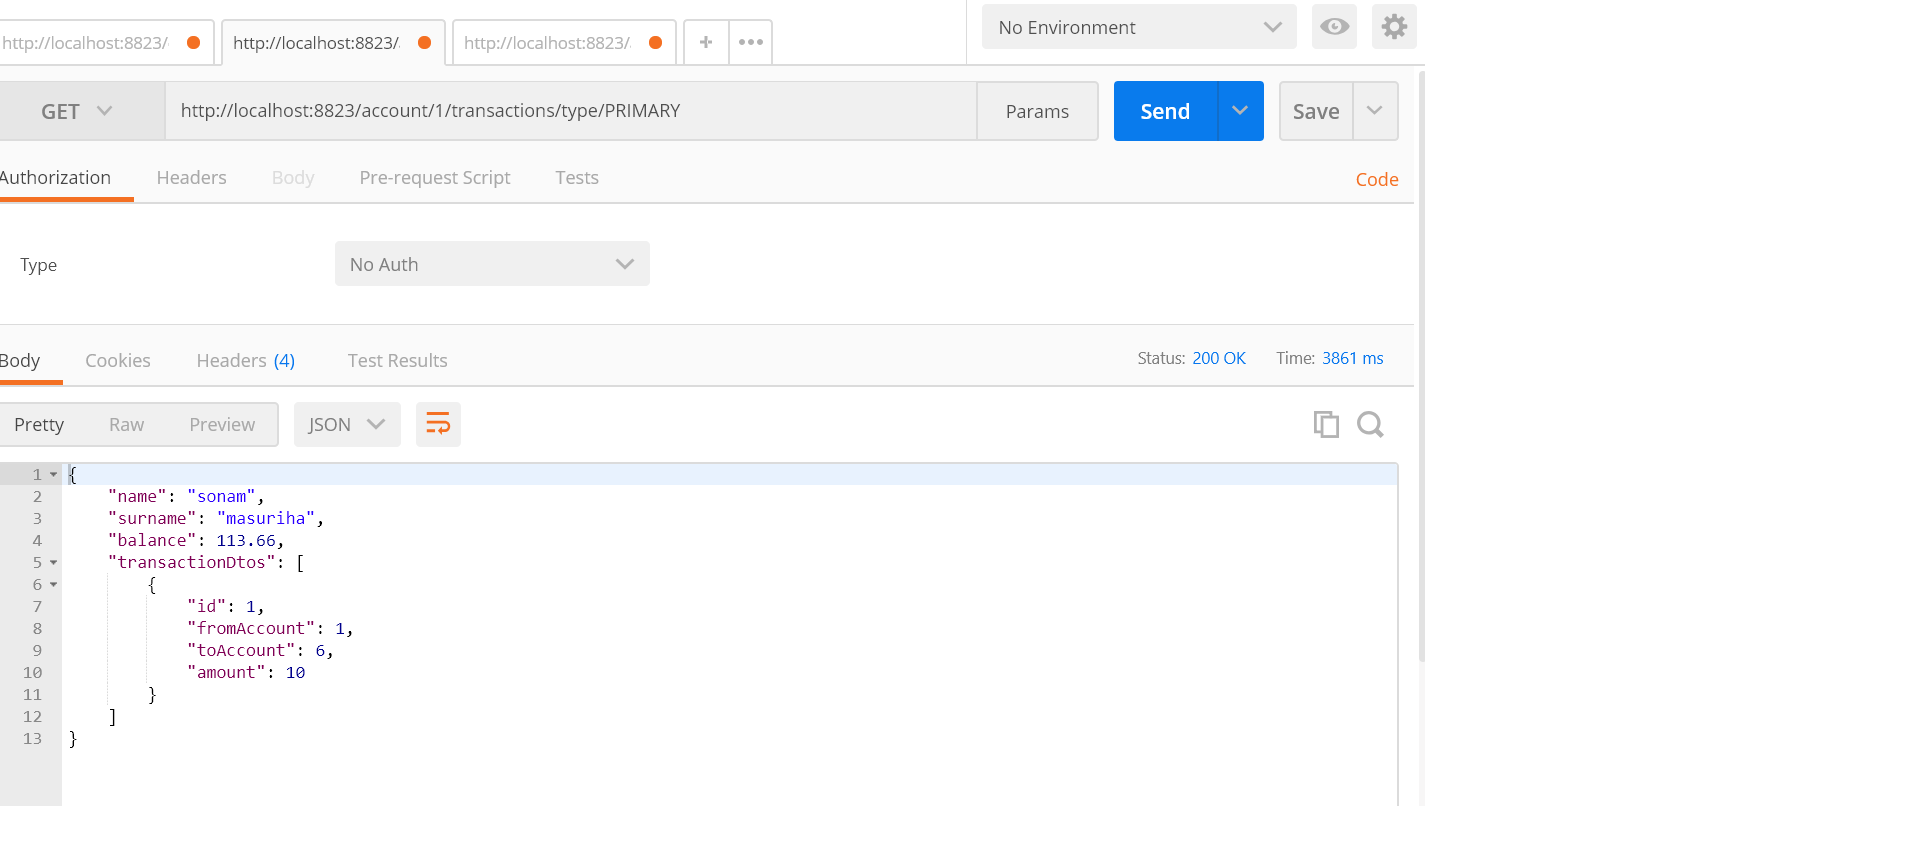 http://localhost:8823/ http://localhost:8823/ http://localhost:8823/ + ••• No Environment
GET http://localhost:8823/account/1/transactions/type/PRIMARY Params Send Save
Authorization Headers Body Pre-request Script Tests Code
Type No Auth
Body Cookies Headers (4) Test Results Status: 200 OK Time: 3861 ms
Pretty Raw Preview JSON
1 {
2 "name": "sonam",
3 "surname": "masuriha",
4 "balance": 113.66,
5 "transactionDtos": [
6 {
7 "id": 1,
8 "fromAccount": 1,
9 "toAccount": 6,
10 "amount": 10
11 }
12 ]
13 }